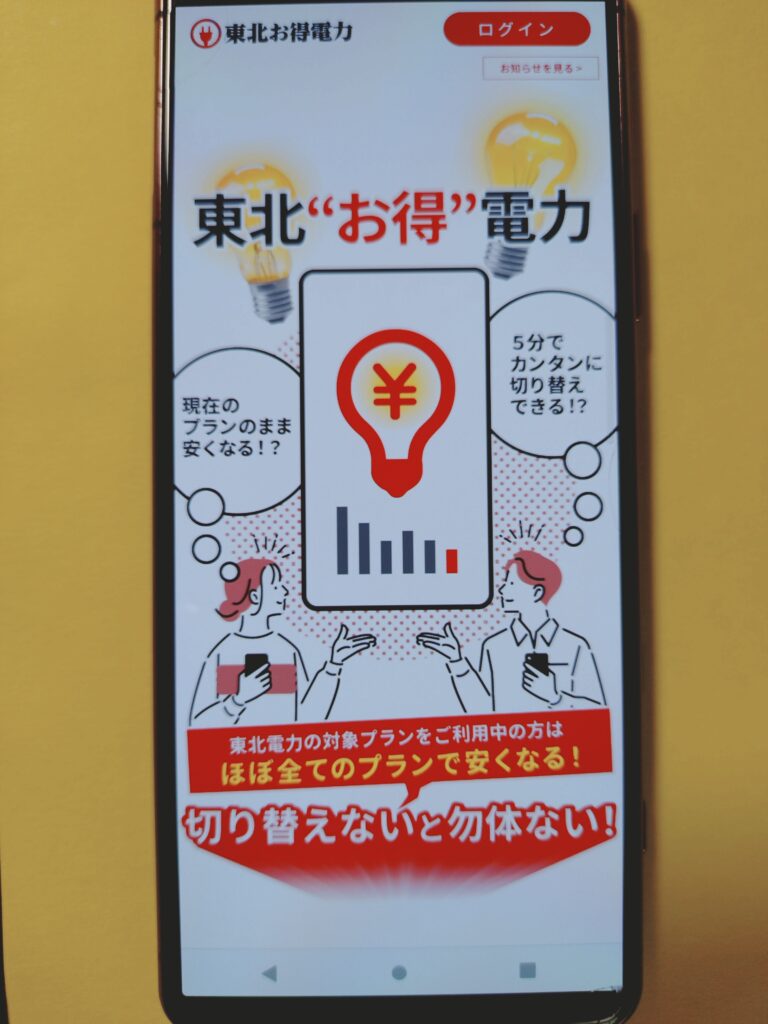 東北お得電力
ログイン
お知らせを見る >
東北“お得”電力
現在の
プランのまま
安くなる!?
5分で
カンタンに
切り替え
できる!?
¥
東北電力の対象プランをご利用中の方は
ほぼ全てのプランで安くなる!
切り替えないと勿体ない!